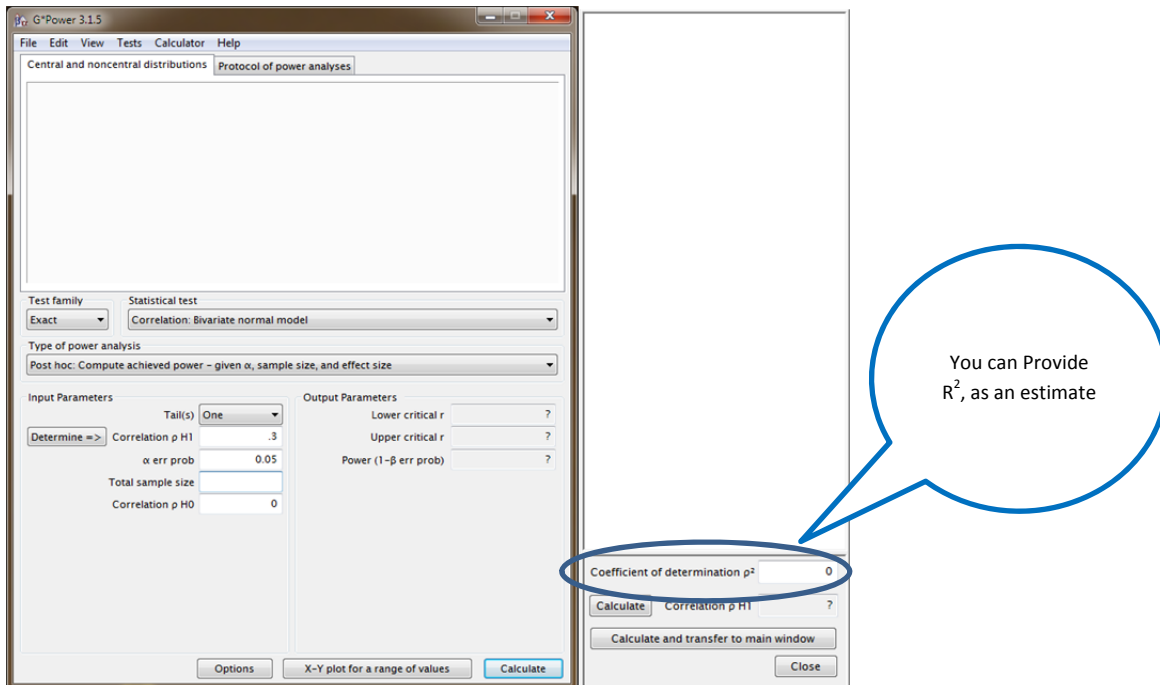 G*Power 3.1.5
File Edit View Tests Calculator Help
Central and noncentral distributions Protocol of power analyses
Test family Statistical test
Exact Correlation: Bivariate normal model
Type of power analysis
Post hoc: Compute achieved power – given α, sample size, and effect size
Input Parameters
Tail(s) One
Determine => Correlation ρ H1 .3
α err prob 0.05
Total sample size
Correlation ρ H0 0
Output Parameters
Lower critical r ?
Upper critical r ?
Power (1-β err prob) ?
Options X-Y plot for a range of values Calculate
Coefficient of determination ρ² 0
Calculate Correlation ρ H1 ?
Calculate and transfer to main window
Close
You can Provide
R², as an estimate